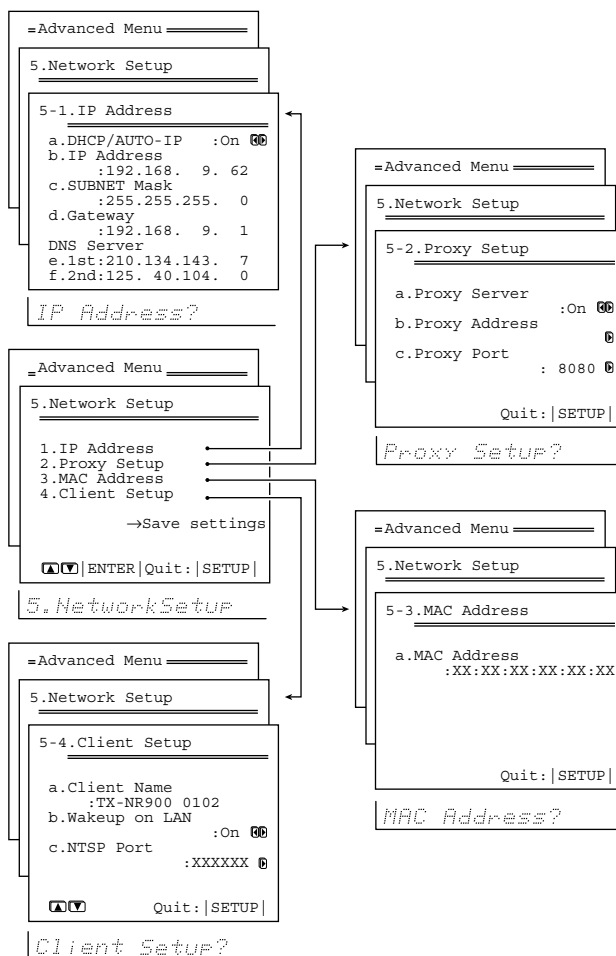 Advanced Menu
5.Network Setup
5-1.IP Address
a.DHCP/AUTO-IP :On
b.IP Address
:192.168. 9. 62
c.SUBNET Mask
:255.255.255. 0
d.Gateway
:192.168. 9. 1
DNS Server
e.1st:210.134.143. 7
f.2nd:125. 40.104. 0
IP Address?
Advanced Menu
5.Network Setup
1.IP Address
2.Proxy Setup
3.MAC Address
4.Client Setup
→Save settings
|ENTER|Quit:|SETUP|
5.NetworkSetup
Advanced Menu
5.Network Setup
5-4.Client Setup
a.Client Name
:TX-NR900 0102
b.Wakeup on LAN
:On
c.NTSP Port
:XXXXXX
Quit:|SETUP|
Client Setup?
Advanced Menu
5.Network Setup
5-2.Proxy Setup
a.Proxy Server
:On
b.Proxy Address
c.Proxy Port
: 8080
Quit:|SETUP|
Proxy Setup?
Advanced Menu
5.Network Setup
5-3.MAC Address
a.MAC Address
:XX:XX:XX:XX:XX:XX
Quit:|SETUP|
MAC Address?